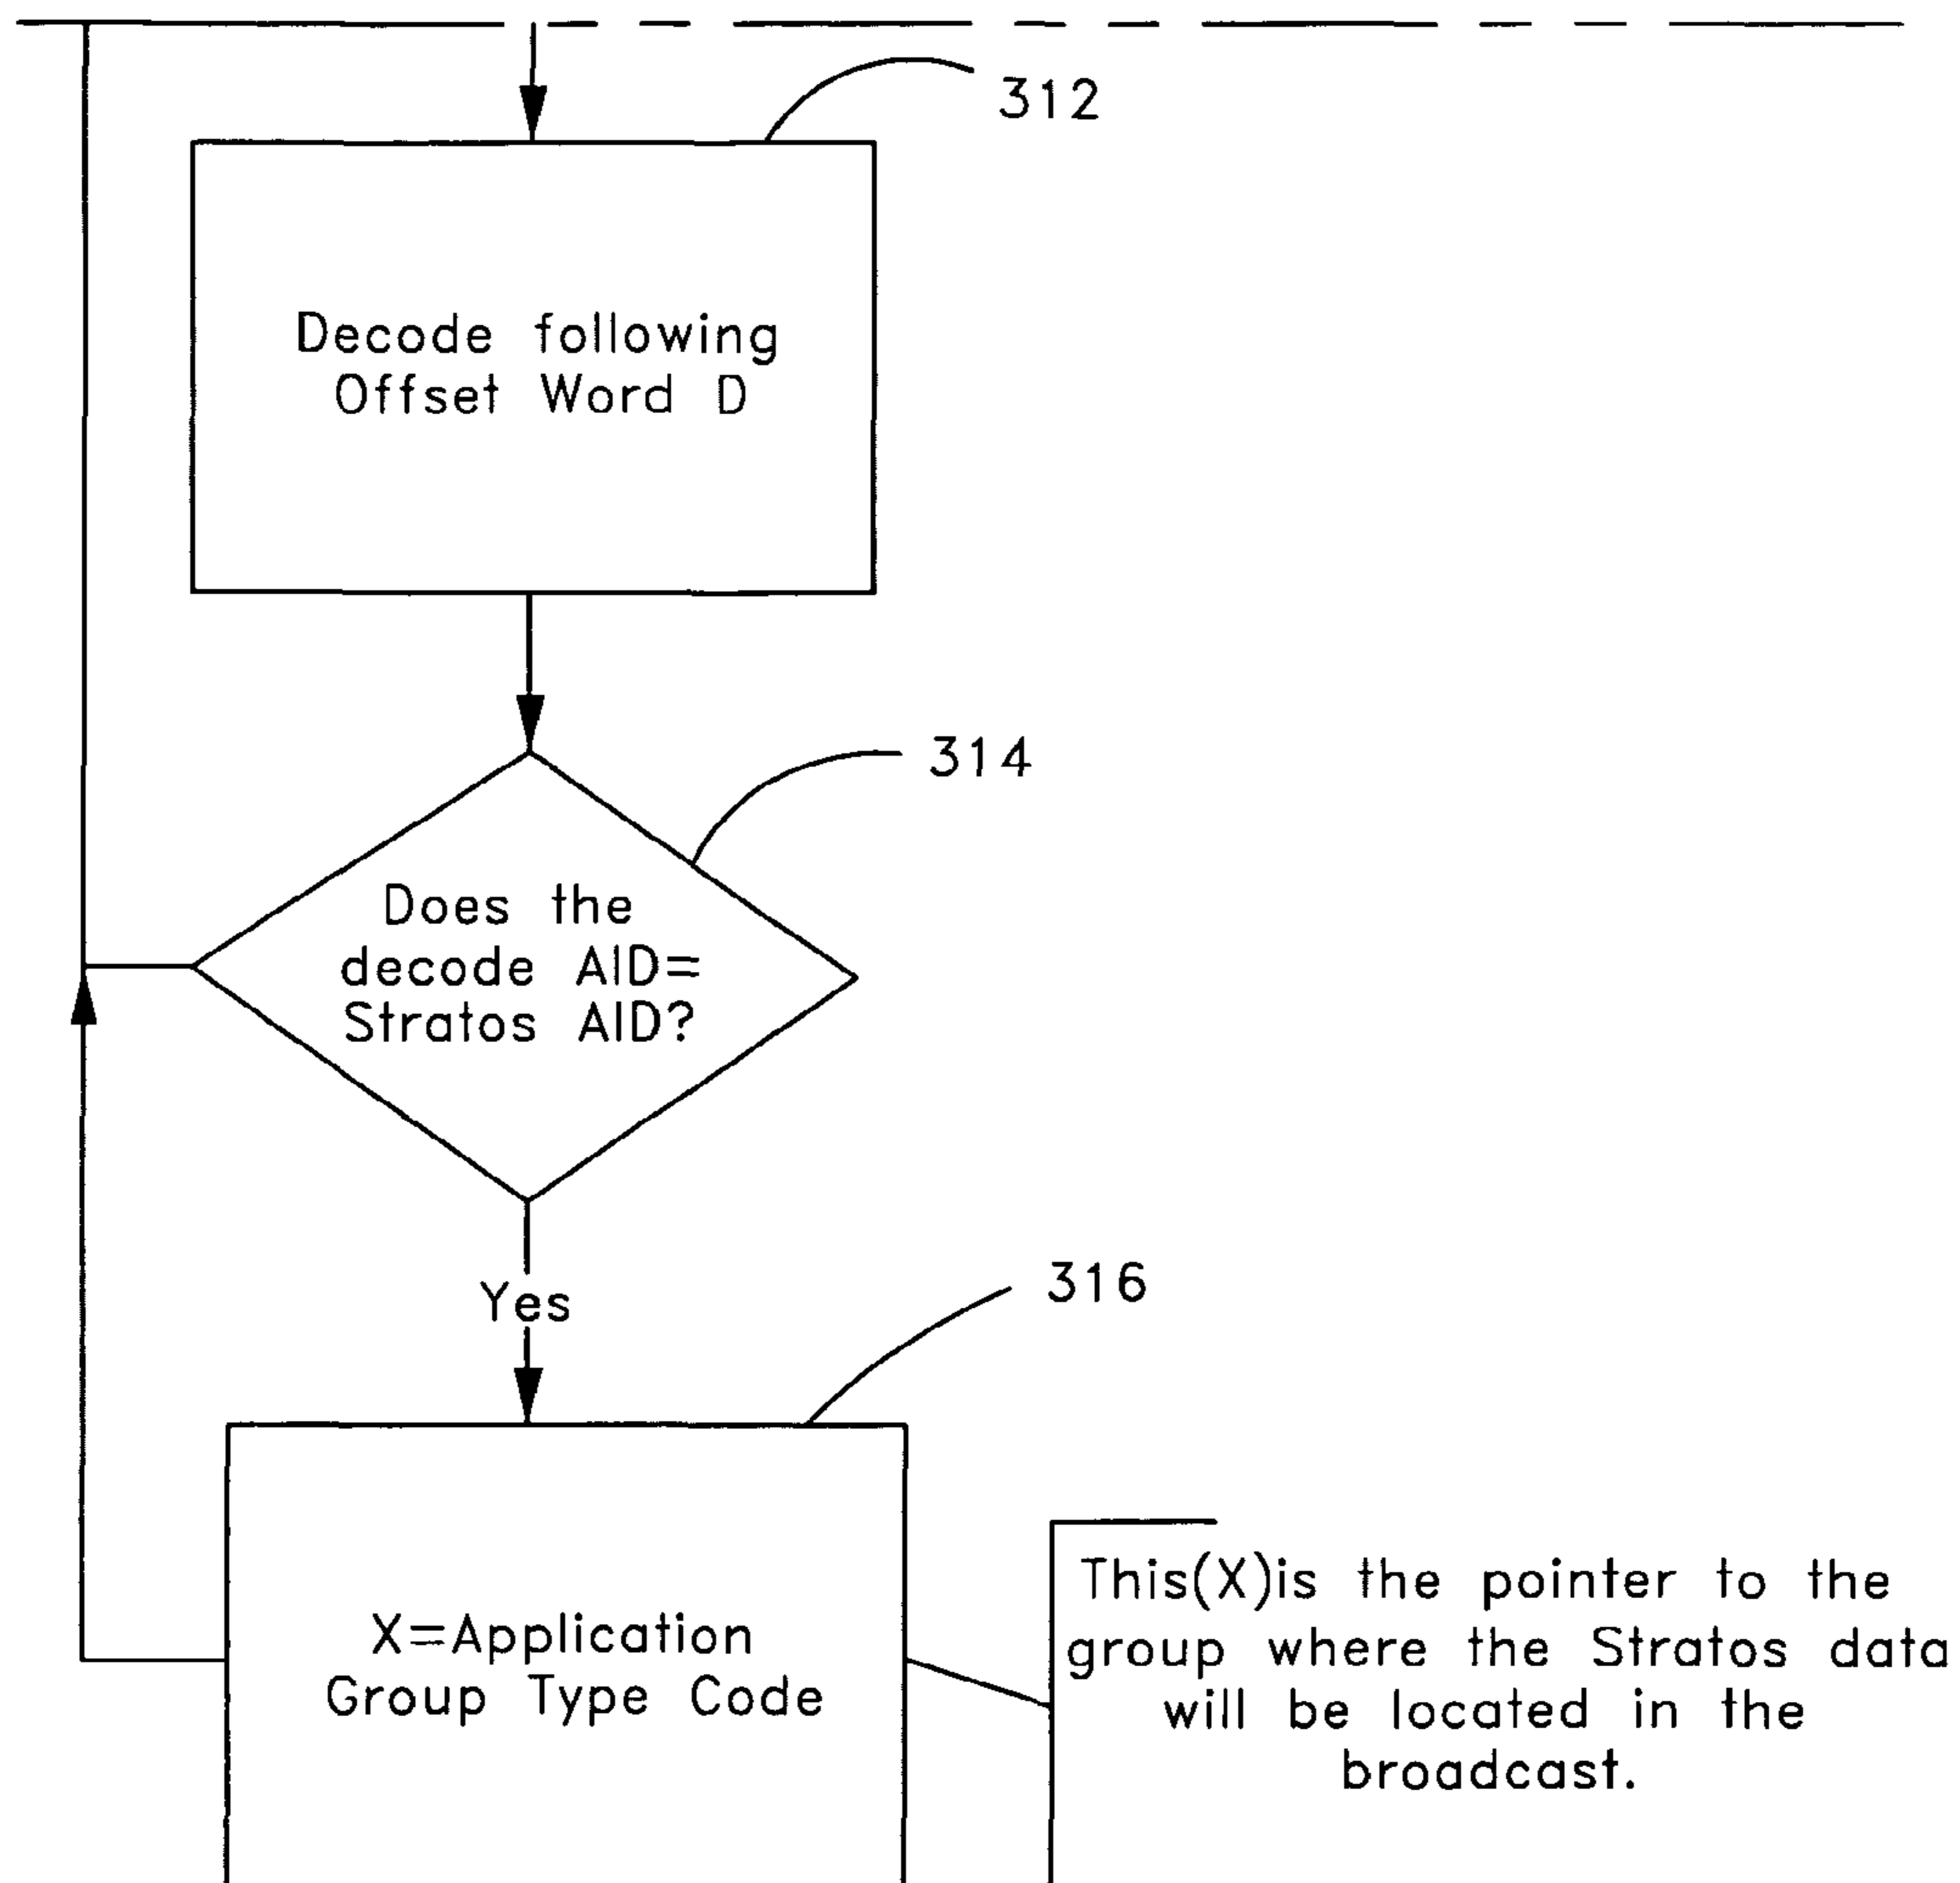 312
Decode following
Offset Word D
314
Does the
decode AID=
Stratos AID?
Yes
316
X=Application
Group Type Code
This(X)is the pointer to the
group where the Stratos data
will be located in the
broadcast.